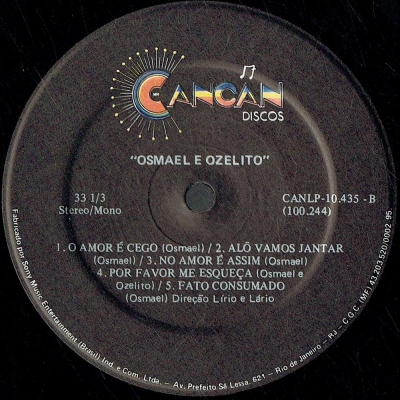 CANCAN
DISCOS
"OSMAEL E OZELITO"
33 1/3
Stereo/Mono
CANLP-10.435 - B
(100.244)
1. O AMOR É CEGO (Osmael) / 2. ALÔ VAMOS JANTAR
(Osmael) / 3. NO AMOR É ASSIM (Osmael)
4. POR FAVOR ME ESQUEÇA (Osmael e
Ozelito) / 5. FATO CONSUMADO
(Osmael) Direção Lírio e Lário
Fabricado por Sony Music Entertainment (Brasil) Ind. e Com. Ltda. - Av. Prefeito Sá Lessa, 621 - Rio de Janeiro - RJ - C.G.C. (MF) 43.203.520/0002 95